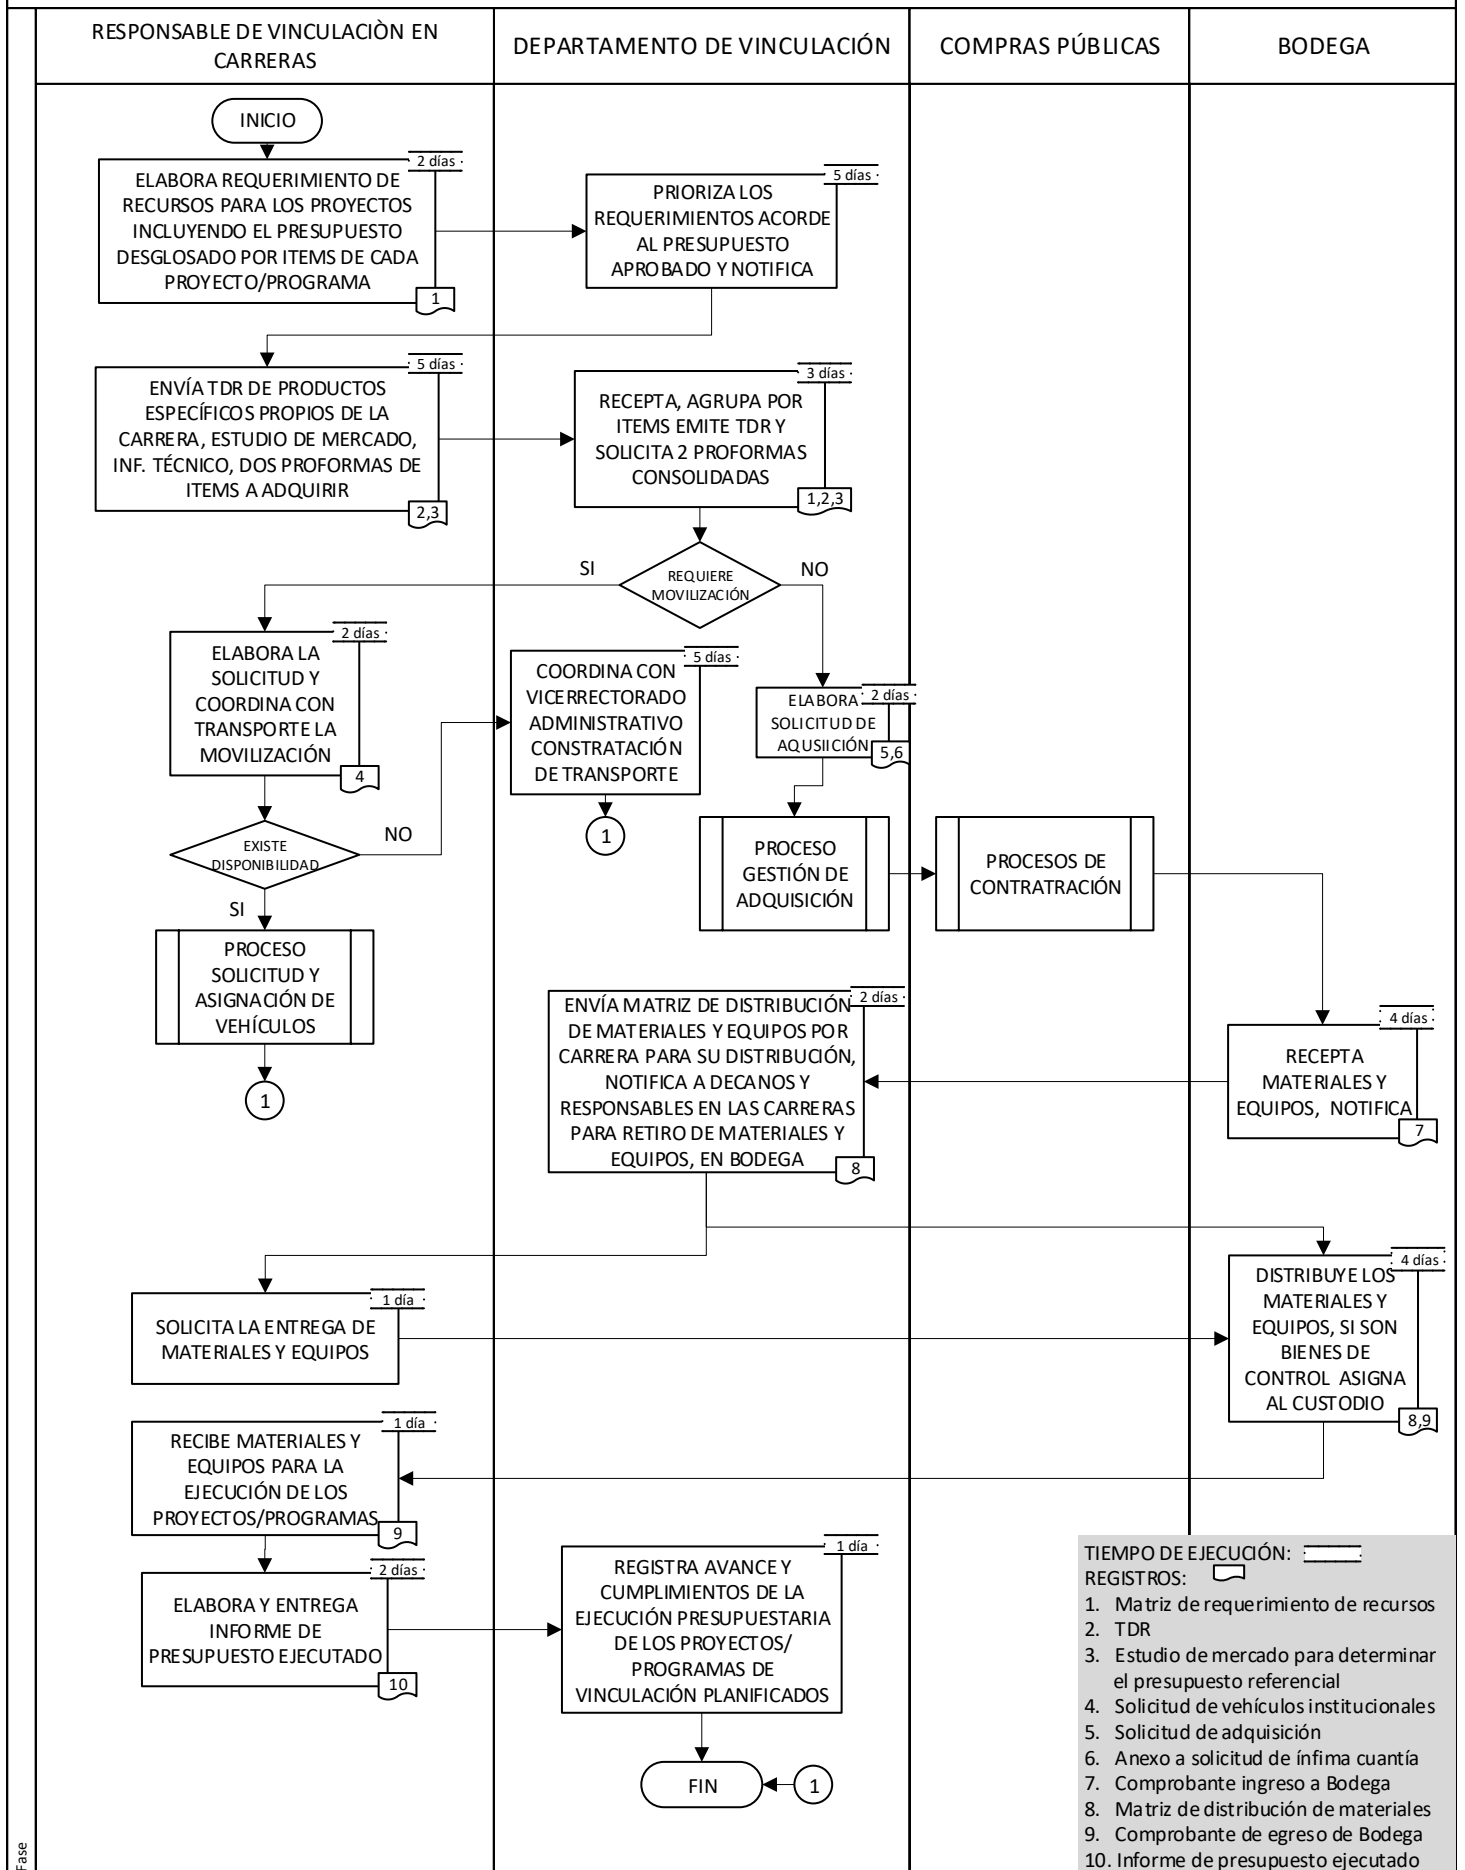 RESPONSABLE DE VINCULACIÒN EN
CARRERAS
DEPARTAMENTO DE VINCULACIÓN
COMPRAS PÚBLICAS
BODEGA
INICIO
2 días
ELABORA REQUERIMIENTO DE
RECURSOS PARA LOS PROYECTOS
INCLUYENDO EL PRESUPUESTO
DESGLOSADO POR ITEMS DE CADA
PROYECTO/PROGRAMA
1
5 días
PRIORIZA LOS
REQUERIMIENTOS ACORDE
AL PRESUPUESTO
APROBADO Y NOTIFICA
5 días
ENVÍA TDR DE PRODUCTOS
ESPECÍFICOS PROPIOS DE LA
CARRERA, ESTUDIO DE MERCADO,
INF. TÉCNICO, DOS PROFORMAS DE
ITEMS A ADQUIRIR
2,3
3 días
RECEPTA, AGRUPA POR
ITEMS EMITE TDR Y
SOLICITA 2 PROFORMAS
CONSOLIDADAS
1,2,3
SI
REQUIERE
MOVILIZACIÓN
NO
2 días
ELABORA LA
SOLICITUD Y
COORDINA CON
TRANSPORTE LA
MOVILIZACIÓN
4
5 días
COORDINA CON
VICERRECTORADO
ADMINISTRATIVO
CONSTRATACIÓN
DE TRANSPORTE
1
2 días
ELABORA
SOLICITUD DE
AQUSIICIÓN
5,6
EXISTE
DISPONIBILIDAD
NO
SI
PROCESO
GESTIÓN DE
ADQUISICIÓN
PROCESOS DE
CONTRATRACIÓN
PROCESO
SOLICITUD Y
ASIGNACIÓN DE
VEHÍCULOS
1
2 días
ENVÍA MATRIZ DE DISTRIBUCIÓN
DE MATERIALES Y EQUIPOS POR
CARRERA PARA SU DISTRIBUCIÓN,
NOTIFICA A DECANOS Y
RESPONSABLES EN LAS CARRERAS
PARA RETIRO DE MATERIALES Y
EQUIPOS, EN BODEGA
8
4 días
RECEPTA
MATERIALES Y
EQUIPOS, NOTIFICA
7
1 día
SOLICITA LA ENTREGA DE
MATERIALES Y EQUIPOS
4 días
DISTRIBUYE LOS
MATERIALES Y
EQUIPOS, SI SON
BIENES DE
CONTROL ASIGNA
AL CUSTODIO
8,9
1 día
RECIBE MATERIALES Y
EQUIPOS PARA LA
EJECUCIÓN DE LOS
PROYECTOS/PROGRAMAS
9
2 días
ELABORA Y ENTREGA
INFORME DE
PRESUPUESTO EJECUTADO
10
1 día
REGISTRA AVANCE Y
CUMPLIMIENTOS DE LA
EJECUCIÓN PRESUPUESTARIA
DE LOS PROYECTOS/
PROGRAMAS DE
VINCULACIÓN PLANIFICADOS
FIN
1
TIEMPO DE EJECUCIÓN:
REGISTROS:
1. Matriz de requerimiento de recursos
2. TDR
3. Estudio de mercado para determinar
el presupuesto referencial
4. Solicitud de vehículos institucionales
5. Solicitud de adquisición
6. Anexo a solicitud de ínfima cuantía
7. Comprobante ingreso a Bodega
8. Matriz de distribución de materiales
9. Comprobante de egreso de Bodega
10. Informe de presupuesto ejecutado
Fase